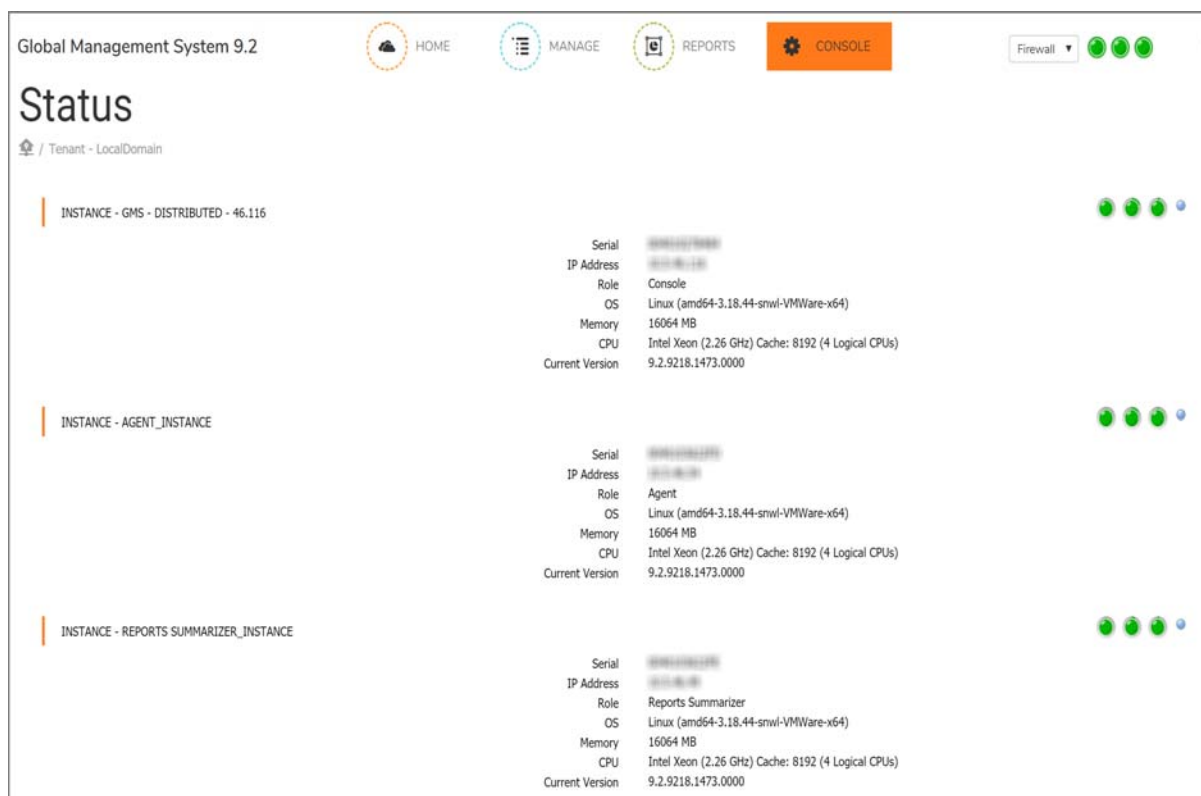 Global Management System 9.2
HOME
MANAGE
REPORTS
CONSOLE
Firewall
Status
/ Tenant - LocalDomain
INSTANCE - GMS - DISTRIBUTED - 46.116
Serial
IP Address
Role Console
OS Linux (amd64-3.18.44-snwl-VMWare-x64)
Memory 16064 MB
CPU Intel Xeon (2.26 GHz) Cache: 8192 (4 Logical CPUs)
Current Version 9.2.9218.1473.0000
INSTANCE - AGENT_INSTANCE
Serial
IP Address
Role Agent
OS Linux (amd64-3.18.44-snwl-VMWare-x64)
Memory 16064 MB
CPU Intel Xeon (2.26 GHz) Cache: 8192 (4 Logical CPUs)
Current Version 9.2.9218.1473.0000
INSTANCE - REPORTS SUMMARIZER_INSTANCE
Serial
IP Address
Role Reports Summarizer
OS Linux (amd64-3.18.44-snwl-VMWare-x64)
Memory 16064 MB
CPU Intel Xeon (2.26 GHz) Cache: 8192 (4 Logical CPUs)
Current Version 9.2.9218.1473.0000